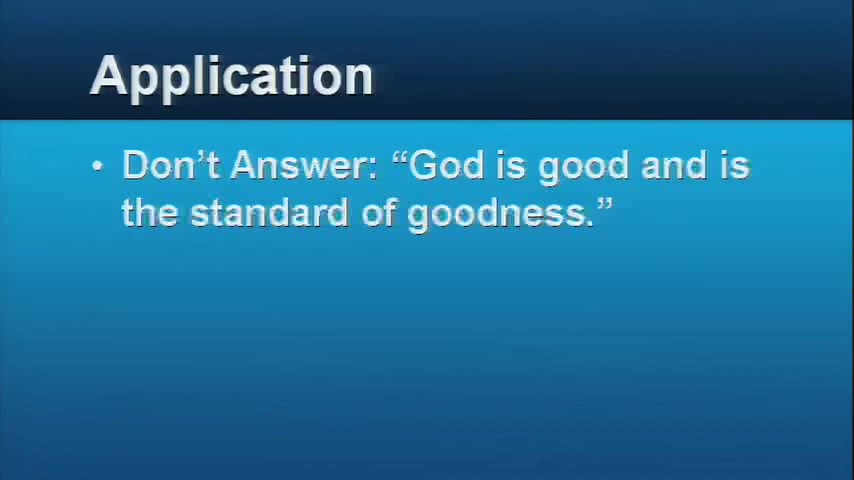 Application
• Don’t Answer: “God is good and is
the standard of goodness.”